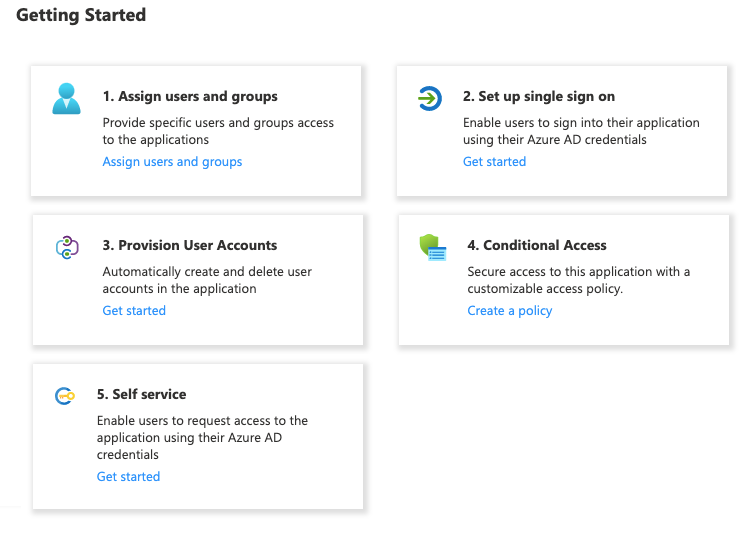 Getting Started
1. Assign users and groups
Provide specific users and groups access
to the applications
Assign users and groups
2. Set up single sign on
Enable users to sign into their application
using their Azure AD credentials
Get started
3. Provision User Accounts
Automatically create and delete user
accounts in the application
Get started
4. Conditional Access
Secure access to this application with a
customizable access policy.
Create a policy
5. Self service
Enable users to request access to the
application using their Azure AD
credentials
Get started